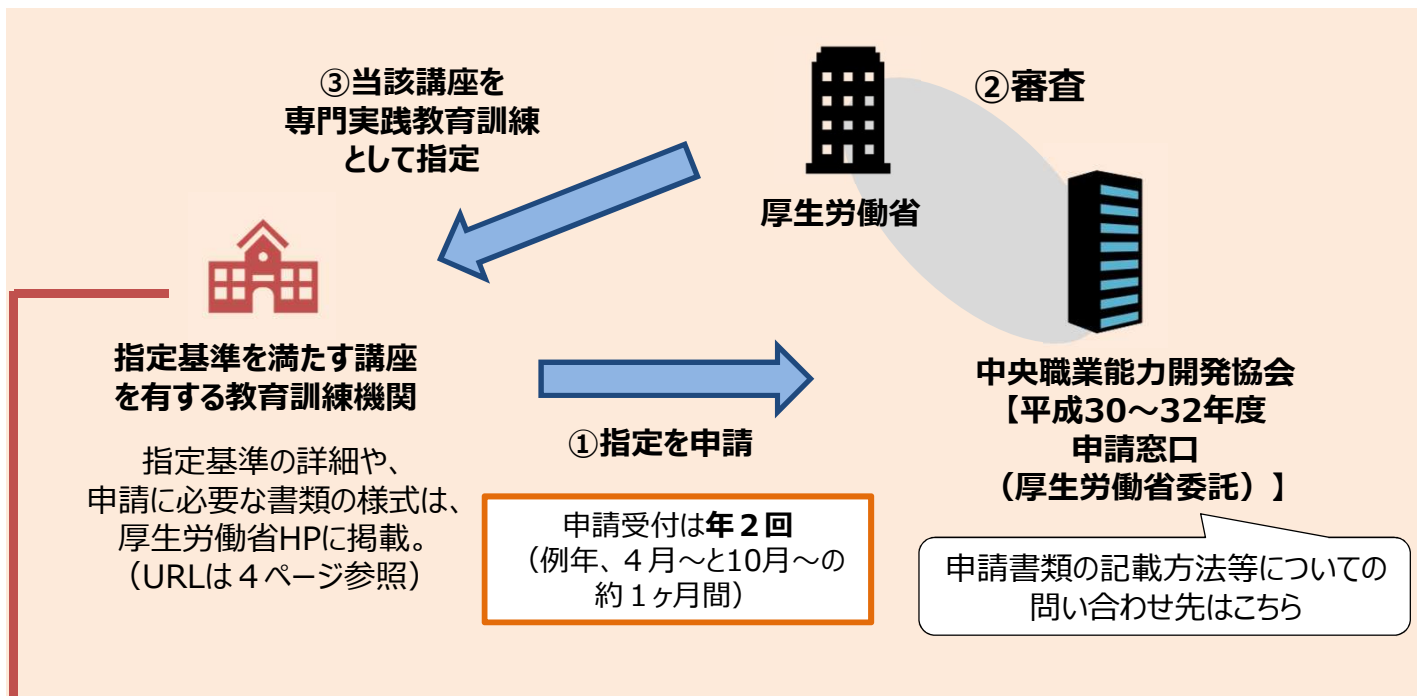 ③当該講座を
専門実践教育訓練
として指定
②審査
厚生労働省
指定基準を満たす講座
を有する教育訓練機関
指定基準の詳細や、
申請に必要な書類の様式は、
厚生労働省HPに掲載。
（URLは４ページ参照）
①指定を申請
申請受付は年２回
（例年、４月～と10月～の
約１ヶ月間）
中央職業能力開発協会
【平成30～32年度
申請窓口
（厚生労働省委託）】
申請書類の記載方法等についての
問い合わせ先はこちら